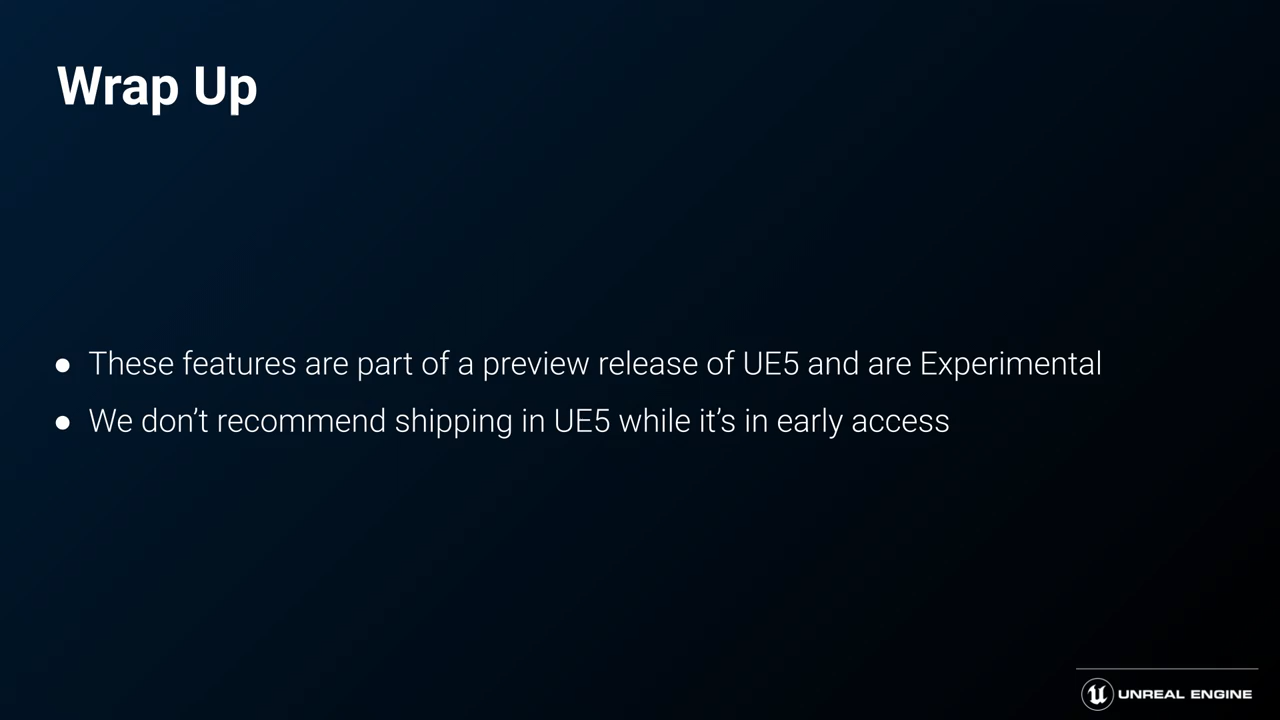 Wrap Up
● These features are part of a preview release of UE5 and are Experimental
● We don’t recommend shipping in UE5 while it’s in early access
UNREAL ENGINE